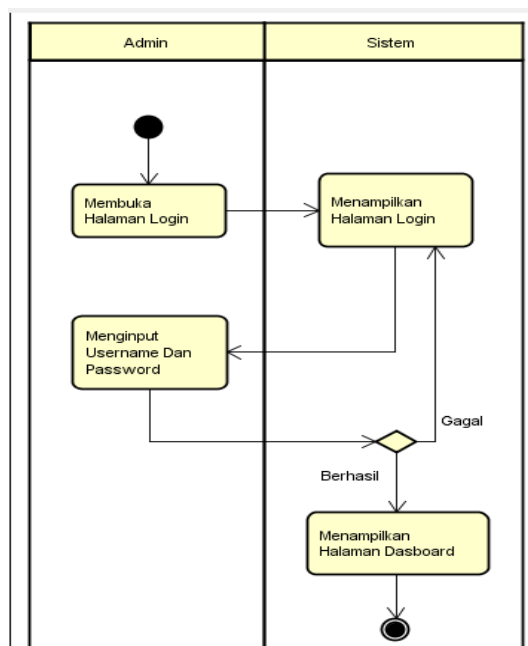 Admin
Sistem
Membuka
Halaman Login
Menampilkan
Halaman Login
Menginput
Username Dan
Password
Gagal
Berhasil
Menampilkan
Halaman Dasboard